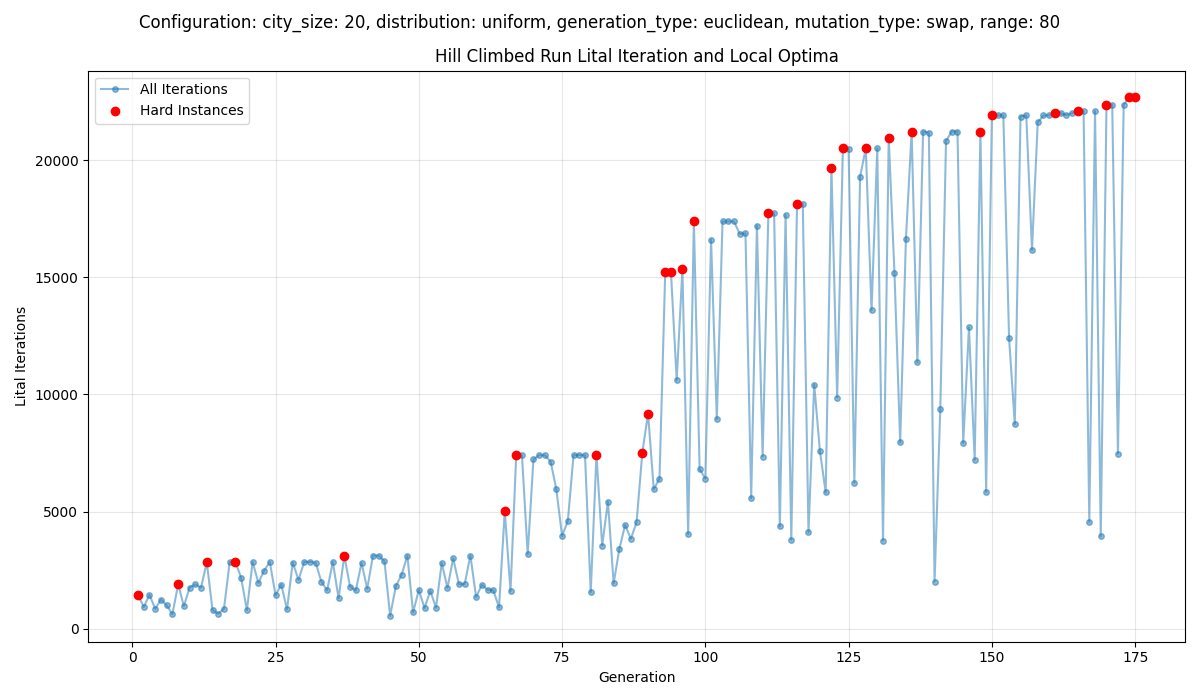 Configuration: city_size: 20, distribution: uniform, generation_type: euclidean, mutation_type: swap, range: 80
Hill Climbed Run Lital Iteration and Local Optima
All Iterations
Hard Instances
Lital Iterations
20000
15000
10000
5000
0
0 25 50 75 100 125 150 175
Generation